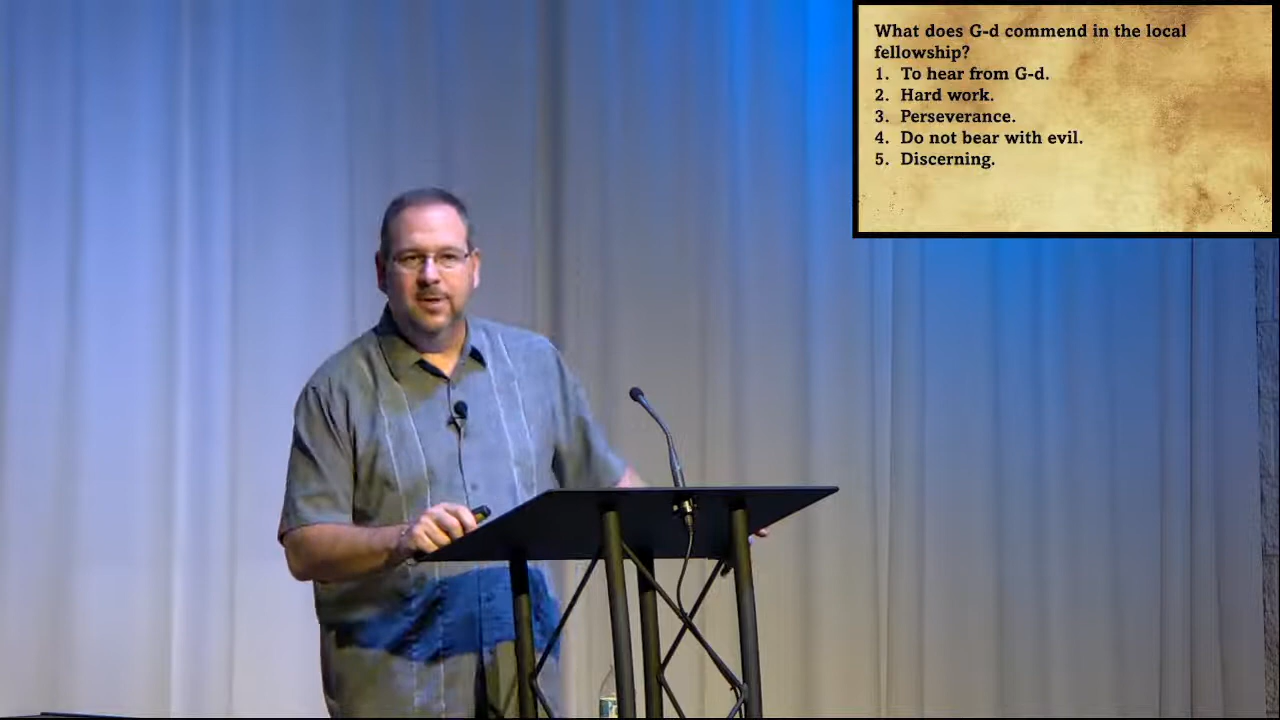 What does G-d commend in the local
fellowship?
1. To hear from G-d.
2. Hard work.
3. Perseverance.
4. Do not bear with evil.
5. Discerning.